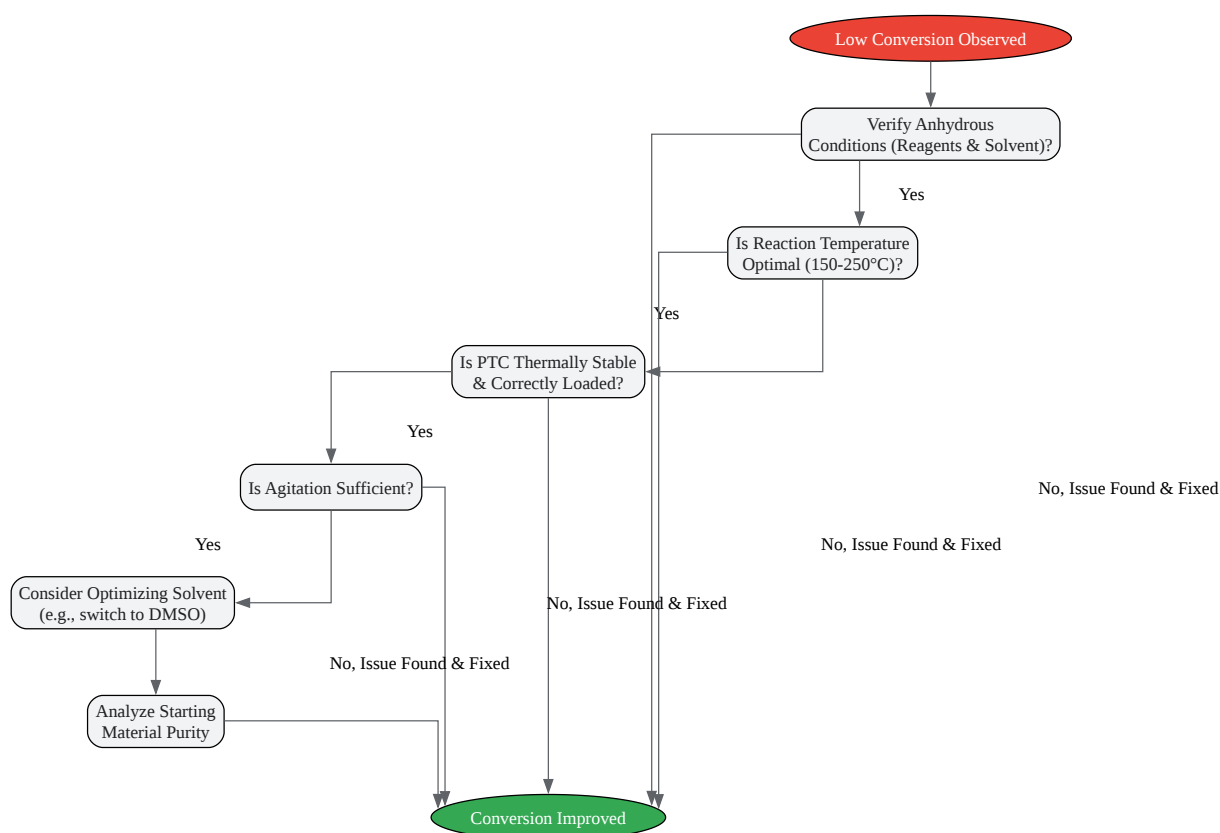 Low Conversion Observed
Verify Anhydrous
Conditions (Reagents & Solvent)?
Yes
Is Reaction Temperature
Optimal (150-250°C)?
Yes
Is PTC Thermally Stable
& Correctly Loaded?
Yes
Is Agitation Sufficient?
No, Issue Found & Fixed
Yes
No, Issue Found & Fixed
Consider Optimizing Solvent
(e.g., switch to DMSO)
No, Issue Found & Fixed
No, Issue Found & Fixed
Analyze Starting
Material Purity
Conversion Improved